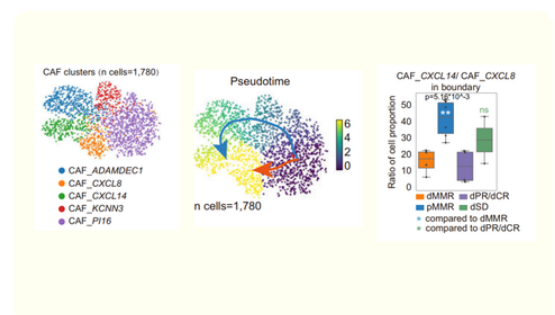 CAF clusters (n cells=1,780)
CAF_ADAMDEC1
CAF_CXCL8
CAF_CXCL14
CAF_KCNN3
CAF_PI16
Pseudotime
6
4
2
0
n cells=1,780
CAF_CXCL14/ CAF_CXCL8
in boundary
p=5.16*10^-3
Ratio of cell proportion
50
40
30
20
10
0
**
ns
dMMR
dPR/dCR
pMMR
dSD
* compared to dMMR
* compared to dPR/dCR